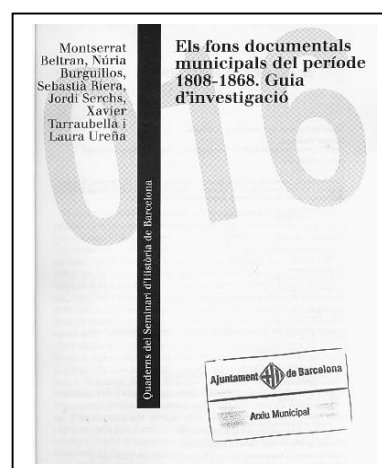 Montserrat
Beltran, Núria
Burguillos,
Sebastià Riera,
Jordi Serchs,
Xavier
Tarraubella i
Laura Ureña
Els fons documentals
municipals del període
1808-1868. Guia
d'investigació
016
Quaderns del Seminari d'Història de Barcelona
Ajuntament de Barcelona
Arxiu Municipal